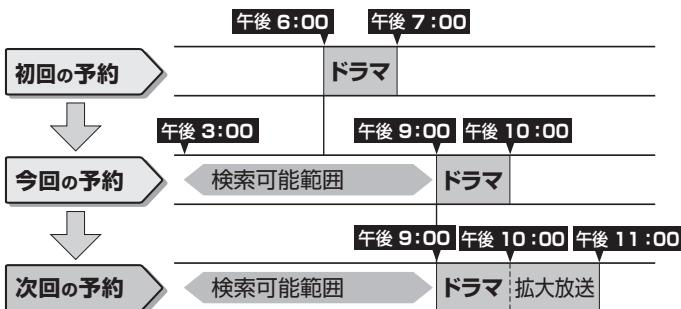 午後 6:00 午後 7:00
初回の予約 ドラマ
午後 3:00 午後 9:00 午後 10:00
今回の予約 検索可能範囲 ドラマ
午後 9:00 午後 10:00 午後 11:00
次回の予約 検索可能範囲 ドラマ 拡大放送